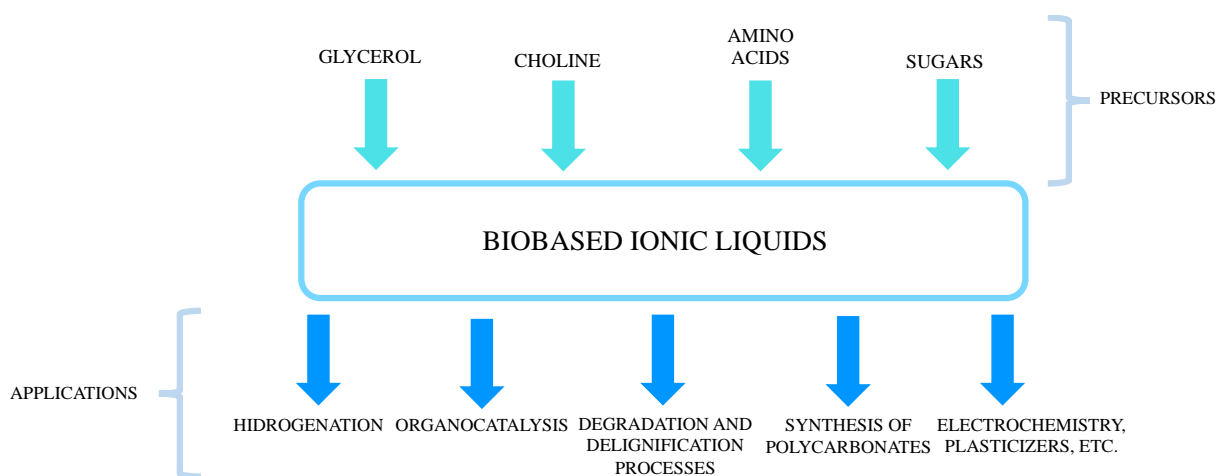 GLYCEROL
CHOLINE
AMINO
ACIDS
SUGARS
PRECURSORS
BIOBASED IONIC LIQUIDS
APPLICATIONS
HIDROGENATION
ORGANOCATALYSIS
DEGRADATION AND
DELIGNIFICATION
PROCESSES
SYNTHESIS OF
POLYCARBONATES
ELECTROCHEMISTRY,
PLASTICIZERS, ETC.